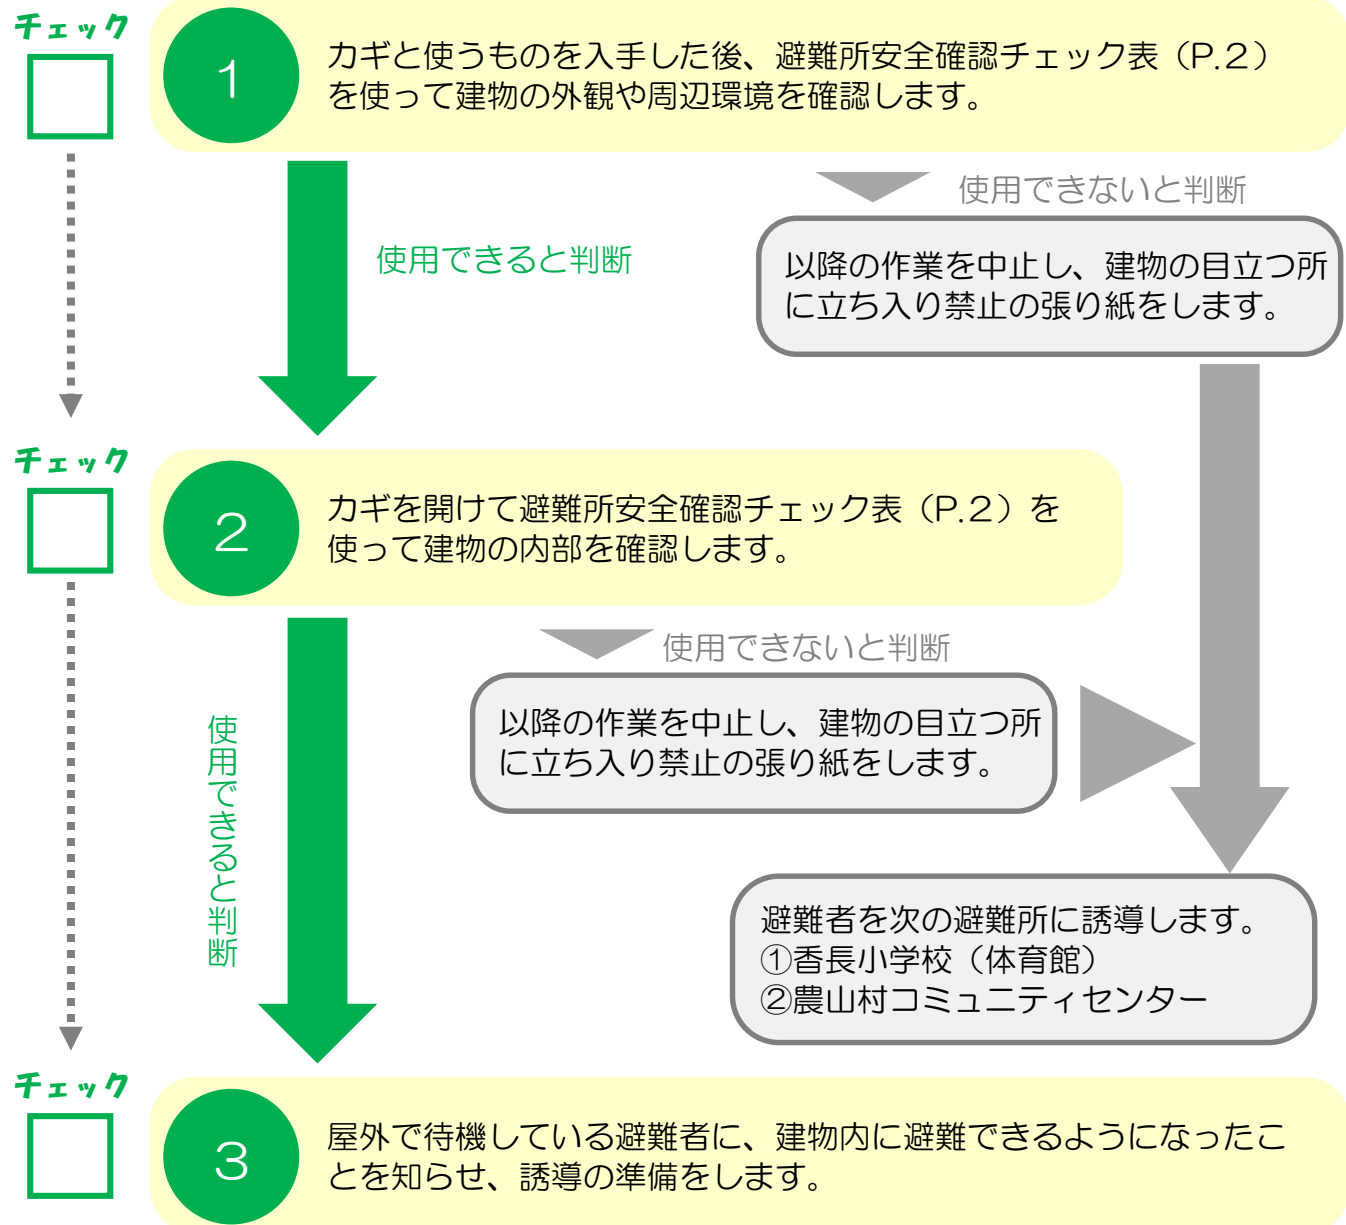 チェック
1
カギと使うものを入手した後、避難所安全確認チェック表（P.2）
を使って建物の外観や周辺環境を確認します。
使用できると判断
使用できないと判断
以降の作業を中止し、建物の目立つ所
に立ち入り禁止の張り紙をします。
チェック
2
カギを開けて避難所安全確認チェック表（P.2）を
使って建物の内部を確認します。
使用できると判断
使用できないと判断
以降の作業を中止し、建物の目立つ所
に立ち入り禁止の張り紙をします。
避難者を次の避難所に誘導します。
①香長小学校（体育館）
②農山村コミュニティセンター
チェック
3
屋外で待機している避難者に、建物内に避難できるようになったこ
とを知らせ、誘導の準備をします。